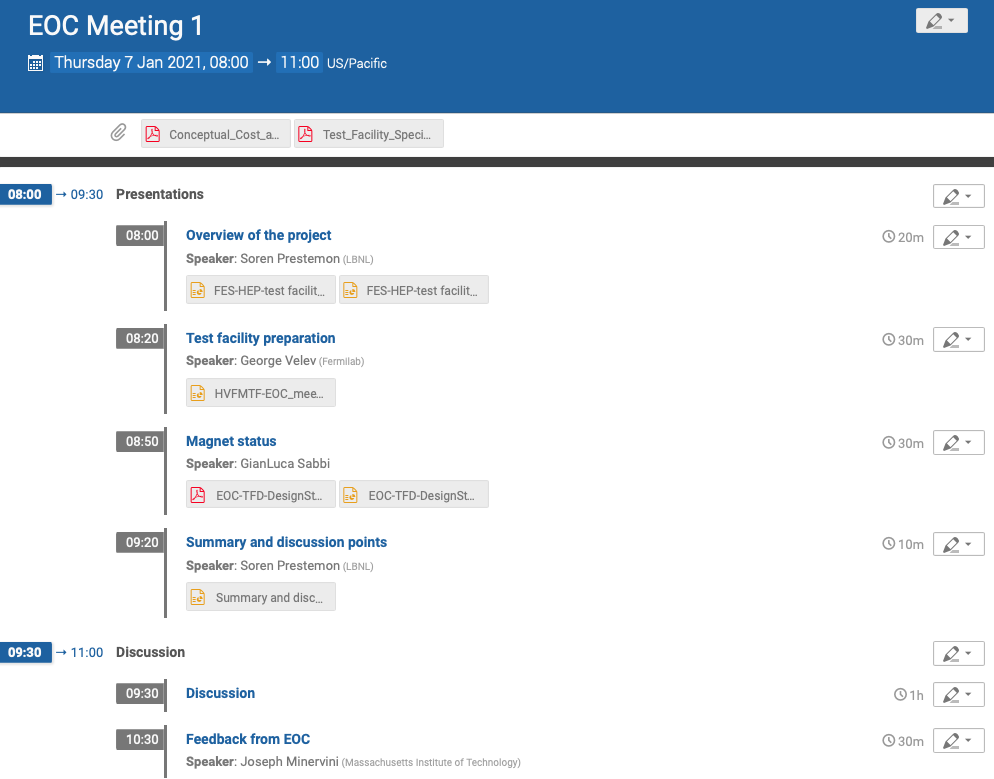 EOC Meeting 1
Thursday 7 Jan 2021, 08:00 → 11:00 US/Pacific
Conceptual_Cost_a... Test_Facility_Speci...
08:00 → 09:30 Presentations
08:00 Overview of the project 20m
Speaker: Soren Prestemon (LBNL)
FES-HEP-test facilit... FES-HEP-test facilit...
08:20 Test facility preparation 30m
Speaker: George Velev (Fermilab)
HVFMTF-EOC_mee...
08:50 Magnet status 30m
Speaker: GianLuca Sabbi
EOC-TFD-DesignSt... EOC-TFD-DesignSt...
09:20 Summary and discussion points 10m
Speaker: Soren Prestemon (LBNL)
Summary and disc...
09:30 → 11:00 Discussion
09:30 Discussion 1h
10:30 Feedback from EOC 30m
Speaker: Joseph Minervini (Massachusetts Institute of Technology)